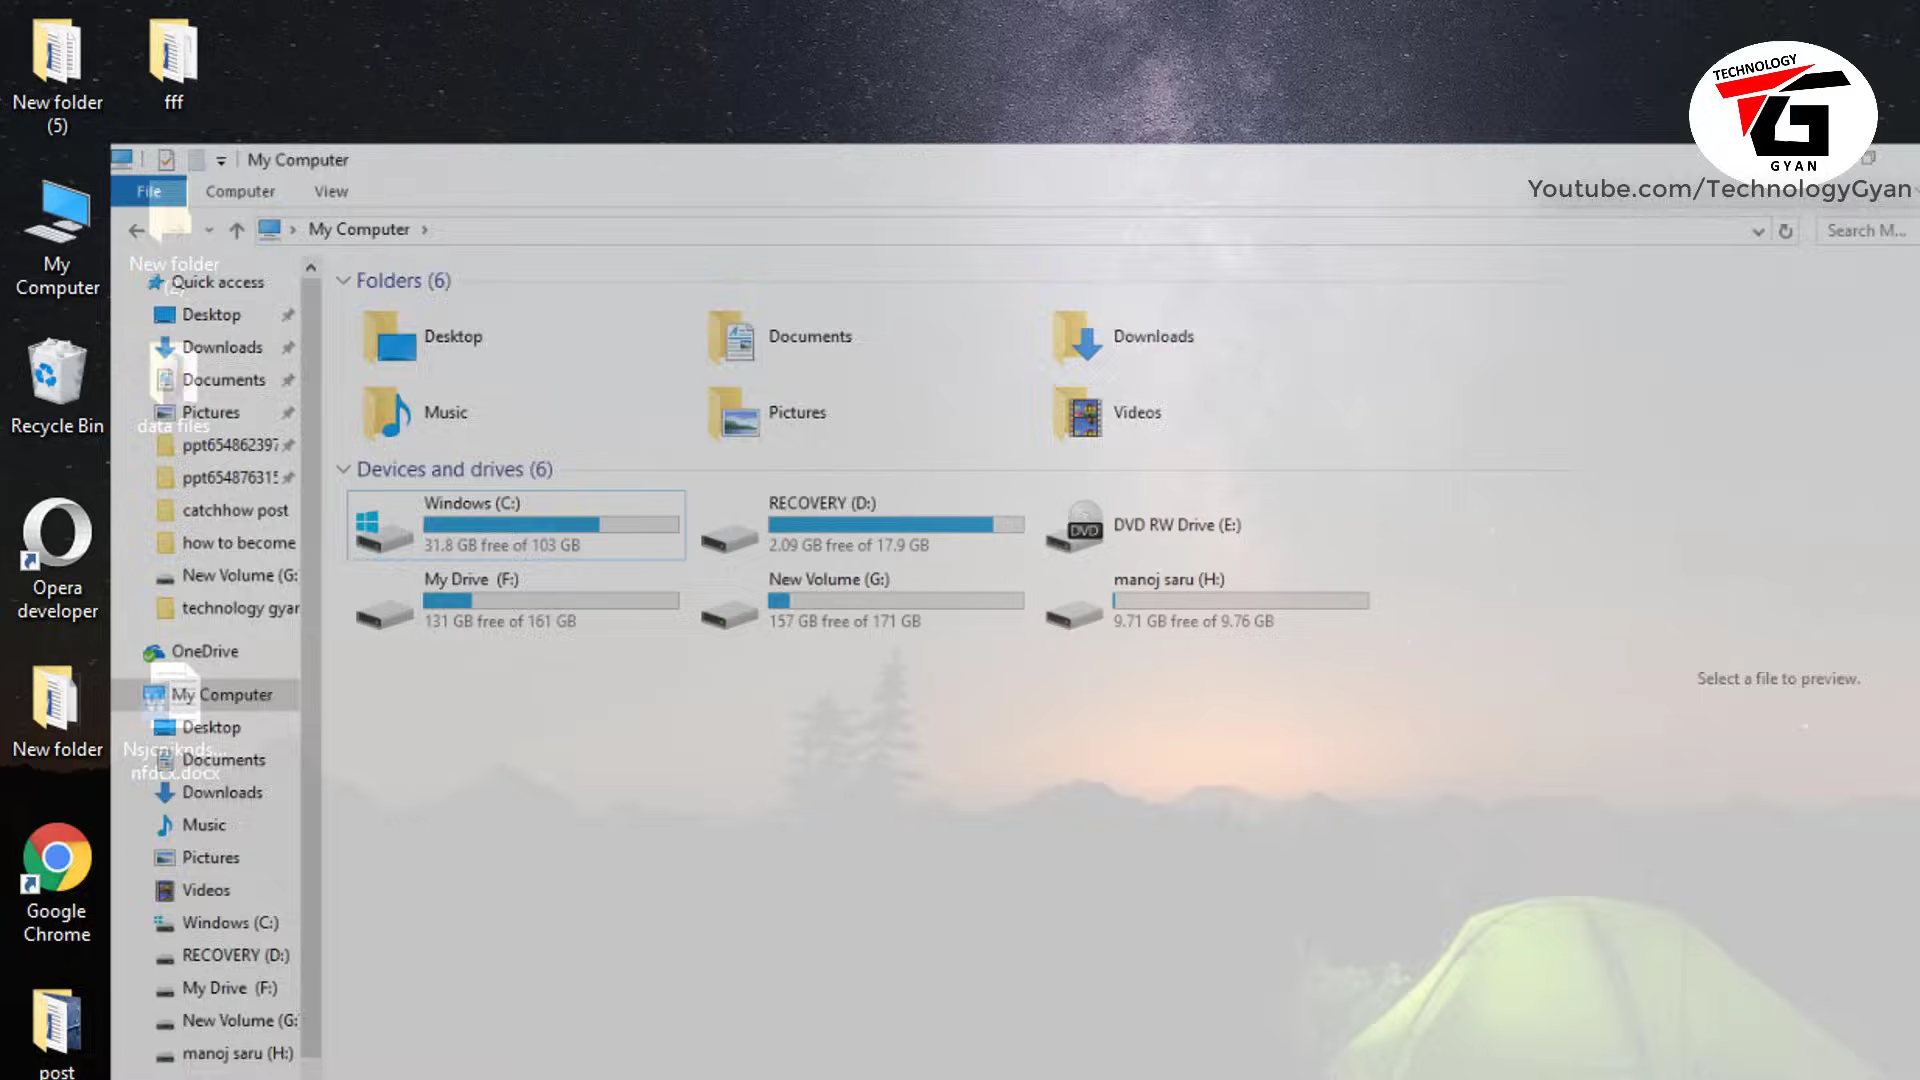 New folder
(5)
fff
My
Computer
Recycle Bin
Opera
developer
New folder
Google
Chrome
post
New folder
data files
nfdcx.docx
TECHNOLOGY
TG
GYAN
Youtube.com/TechnologyGyan
My Computer
File
Computer
View
My Computer
Search M...
Quick access
Desktop
Downloads
Documents
Pictures
ppt654862397
ppt654876315
catchhow post
how to become
New Volume (G:
technology gyan
OneDrive
My Computer
Desktop
Documents
Downloads
Music
Pictures
Videos
Windows (C:)
RECOVERY (D:)
My Drive (F:)
New Volume (G:
manoj saru (H:)
Folders (6)
Desktop
Documents
Downloads
Music
Pictures
Videos
Devices and drives (6)
Windows (C:)
31.8 GB free of 103 GB
RECOVERY (D:)
2.09 GB free of 17.9 GB
DVD
DVD RW Drive (E:)
My Drive (F:)
131 GB free of 161 GB
New Volume (G:)
157 GB free of 171 GB
manoj saru (H:)
9.71 GB free of 9.76 GB
Select a file to preview.